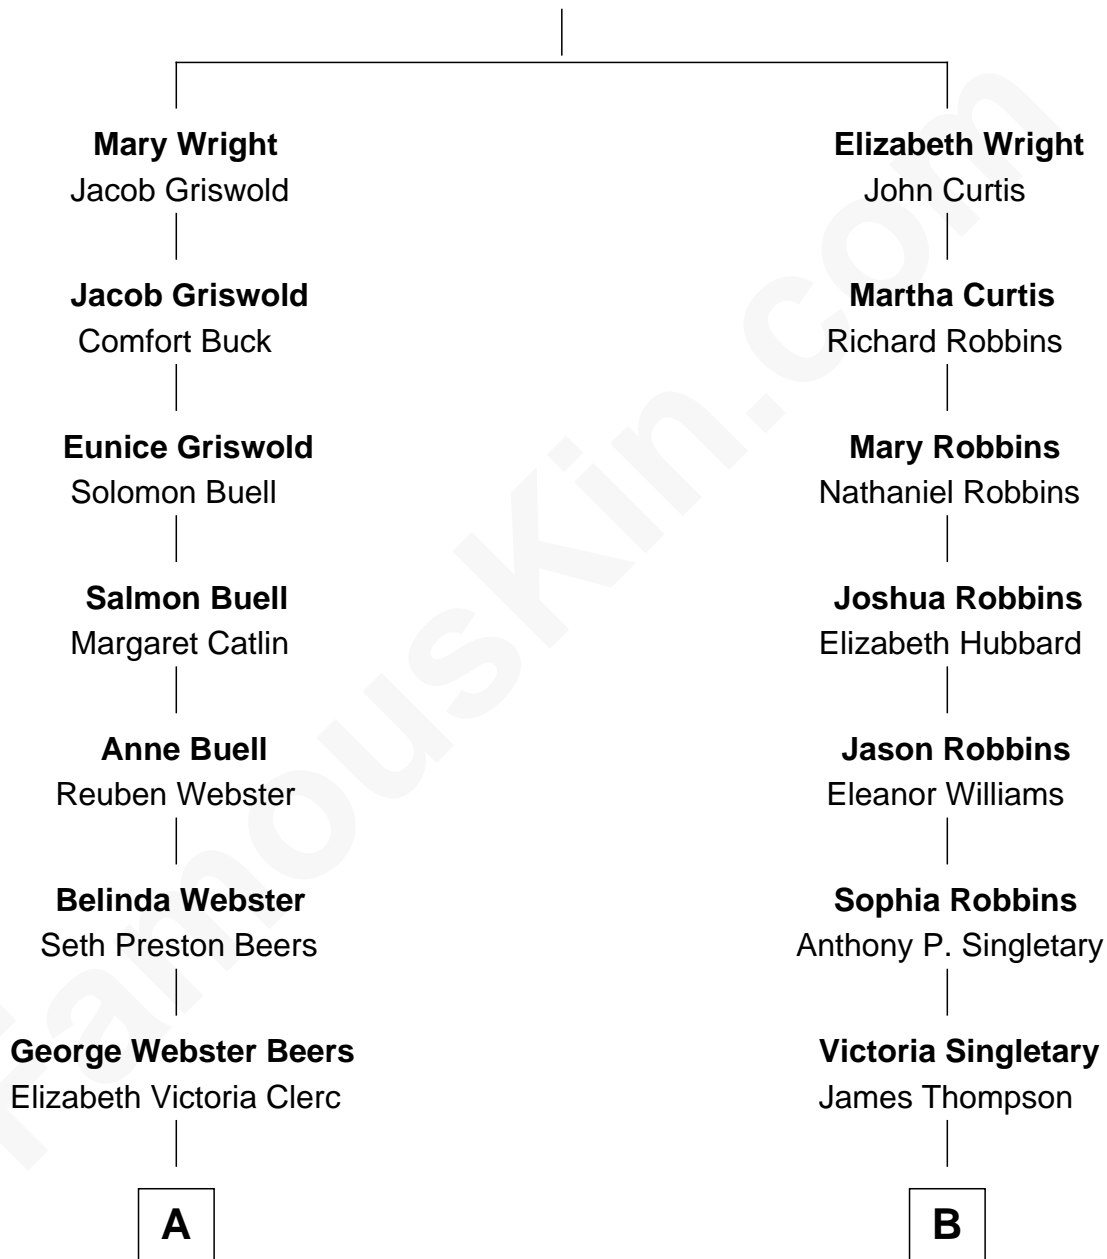 Mary Wright
Jacob Griswold
Jacob Griswold
Comfort Buck
Eunice Griswold
Solomon Buell
Salmon Buell
Margaret Catlin
Anne Buell
Reuben Webster
Belinda Webster
Seth Preston Beers
George Webster Beers
Elizabeth Victoria Clerc
A
Elizabeth Wright
John Curtis
Martha Curtis
Richard Robbins
Mary Robbins
Nathaniel Robbins
Joshua Robbins
Elizabeth Hubbard
Jason Robbins
Eleanor Williams
Sophia Robbins
Anthony P. Singletary
Victoria Singletary
James Thompson
B
FamousKin.com